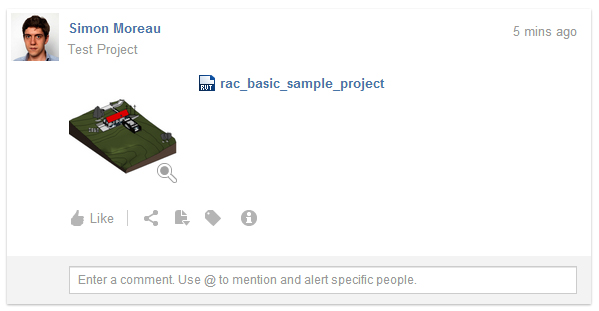 Simon Moreau
5 mins ago
Test Project
RVT rac_basic_sample_project
Like
Enter a comment. Use @ to mention and alert specific people.